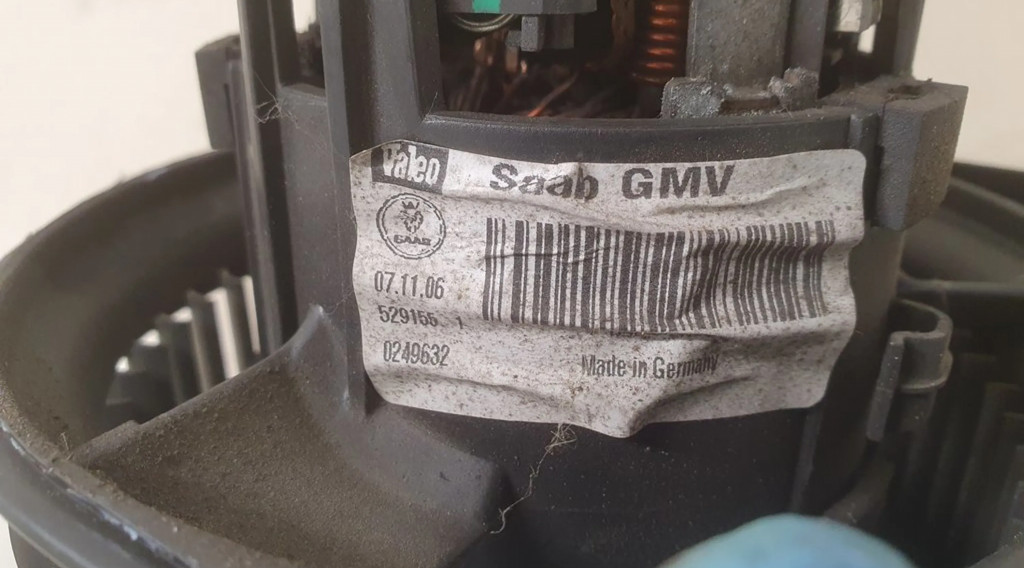 Valeo
Saab GMV
SAAB
07.11.06
529155 1
0249632
Made in Germany